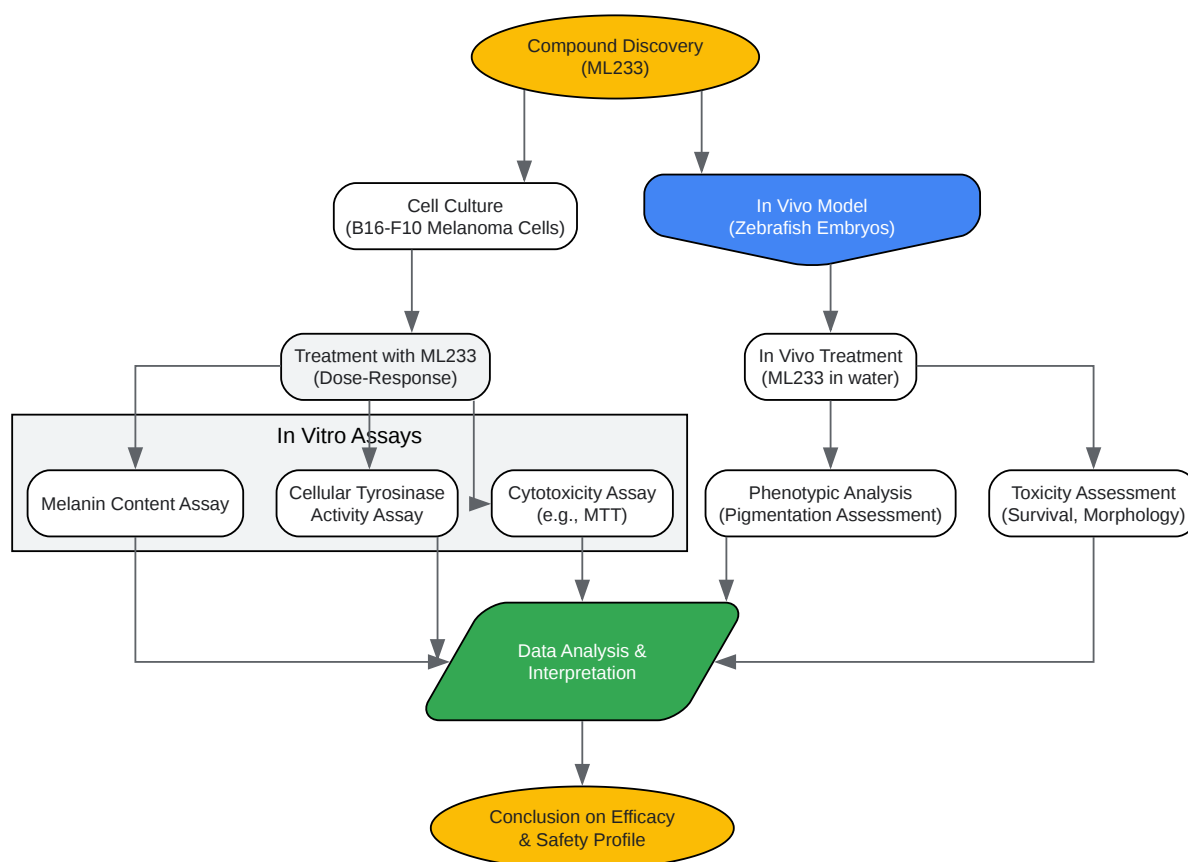 Compound Discovery
(ML233)
Cell Culture
(B16-F10 Melanoma Cells)
In Vivo Model
(Zebrafish Embryos)
Treatment with ML233
(Dose-Response)
In Vivo Treatment
(ML233 in water)
In Vitro Assays
Melanin Content Assay
Cellular Tyrosinase
Activity Assay
Cytotoxicity Assay
(e.g., MTT)
Phenotypic Analysis
(Pigmentation Assessment)
Toxicity Assessment
(Survival, Morphology)
Data Analysis &
Interpretation
Conclusion on Efficacy
& Safety Profile